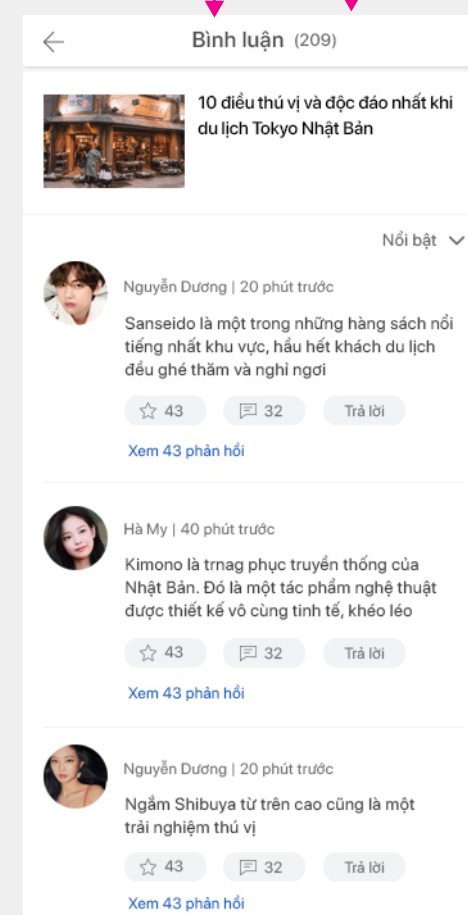 Bình luận (209)
10 điều thú vị và độc đáo nhất khi
du lịch Tokyo Nhật Bản
Nổi bật
Nguyễn Dương | 20 phút trước
Sanseido là một trong những hàng sách nổi
tiếng nhất khu vực, hầu hết khách du lịch
đều ghé thăm và nghỉ ngơi
43 32 Trả lời
Xem 43 phản hồi
Hà My | 40 phút trước
Kimono là trnag phục truyền thống của
Nhật Bản. Đó là một tác phẩm nghệ thuật
được thiết kế vô cùng tinh tế, khéo léo
43 32 Trả lời
Xem 43 phản hồi
Nguyễn Dương | 20 phút trước
Ngắm Shibuya từ trên cao cũng là một
trải nghiệm thú vị
43 32 Trả lời
Xem 43 phản hồi